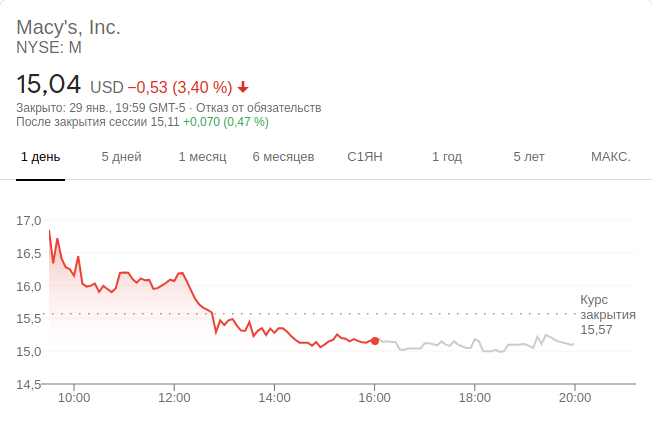 Macy's, Inc.
NYSE: M
15,04 USD −0,53 (3,40 %)
Закрыто: 29 янв., 19:59 GMT-5 · Отказ от обязательств
После закрытия сессии 15,11 +0,070 (0,47 %)
1 день 5 дней 1 месяц 6 месяцев С1ЯН 1 год 5 лет МАКС.
17,0
16,5
16,0
15,5
15,0
14,5
Курс
закрытия
15,57
10:00 12:00 14:00 16:00 18:00 20:00